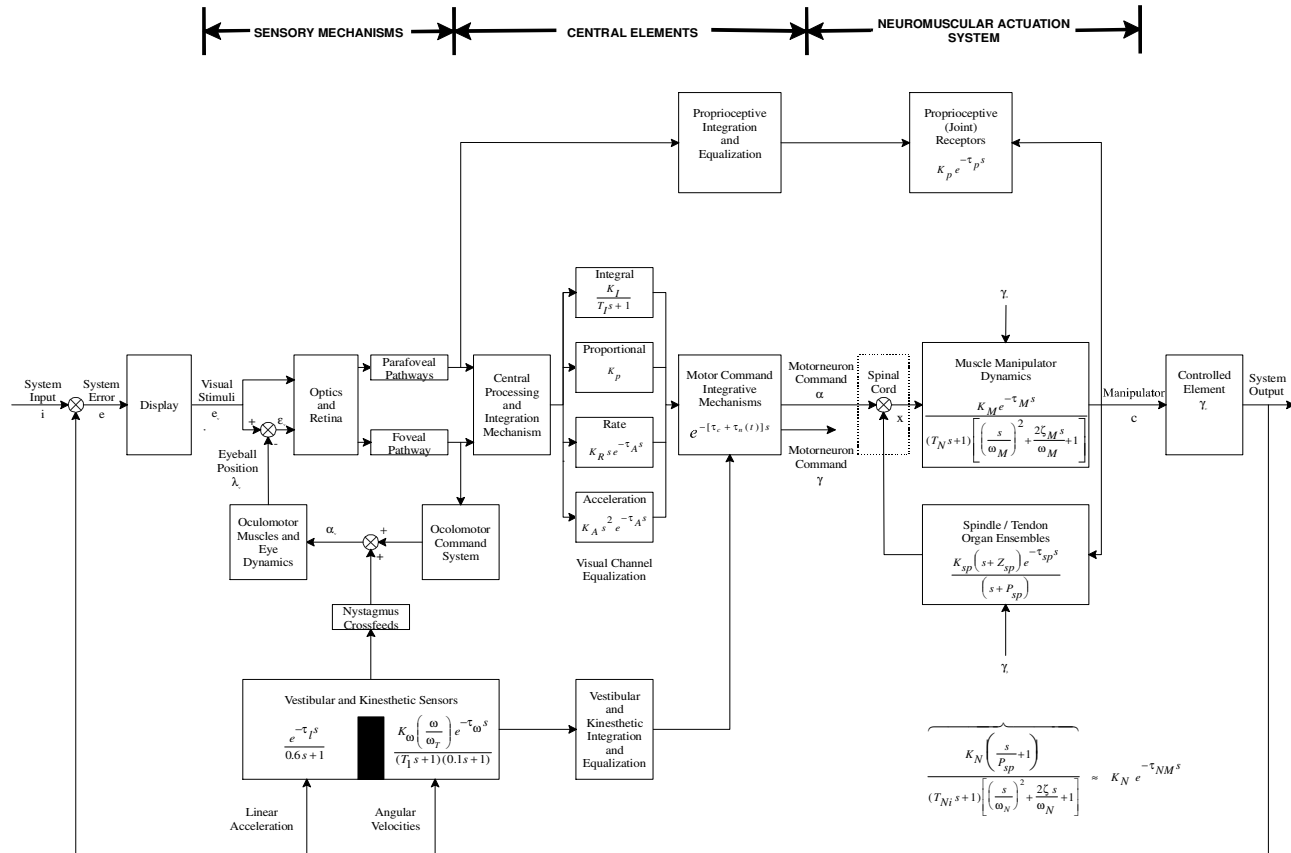 SENSORY MECHANISMS
CENTRAL ELEMENTS
NEUROMUSCULAR ACTUATION
SYSTEM
Proprioceptive
Integration
and
Equalization
Proprioceptive
(Joint)
Receptors
K_p e^{-τ_p s}
System
Input
i
System
Error
e
Display
Visual
Stimuli
e.
+
ε.
-
Eyeball
Position
λ.
Optics
and
Retina
Parafoveal
Pathways
Foveal
Pathway
Central
Processing
and
Integration
Mechanism
Integral
K_I
T_I s + 1
Proportional
K_p
Rate
K_R s e^{-τ_A s}
Acceleration
K_A s^2 e^{-τ_A s}
Visual Channel
Equalization
Motor Command
Integrative
Mechanisms
e^{-[τ_c + τ_n(t)]s}
Motorneuron
Command
α
Motorneuron
Command
γ
Spinal
Cord
x
γ.
Muscle Manipulator
Dynamics
K_M e^{-τ_M s}
(T_N s+1)[(s/ω_M)^2 + 2ζ_M s/ω_M +1]
Manipulator
c
Controlled
Element
γ.
System
Output
Oculomotor
Muscles and
Eye
Dynamics
α.
+
+
Ocolomotor
Command
System
Spindle / Tendon
Organ Ensembles
K_sp (s+Z_sp) e^{-τ_sp s}
(s+P_sp)
γ.
Nystagmus
Crossfeeds
Vestibular and Kinesthetic Sensors
e^{-τ_l s}
0.6 s + 1
K_ω (ω/ω_T) e^{-τ_ω s}
(T_1 s+1) (0.1s+1)
Vestibular
and
Kinesthetic
Integration
and
Equalization
Linear
Acceleration
Angular
Velocities
K_N (s/P_sp +1)
(T_Ni s+1)[(s/ω_N)^2 + 2ζ s/ω_N +1]
≈ K_N e^{-τ_NM s}